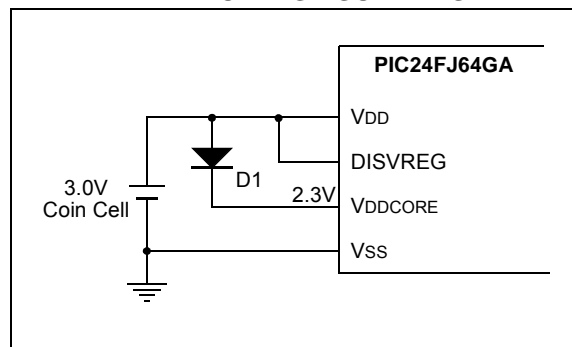 PIC24FJ64GA
VDD
DISVREG
D1
3.0V
Coin Cell
2.3V
VDDCORE
VSS